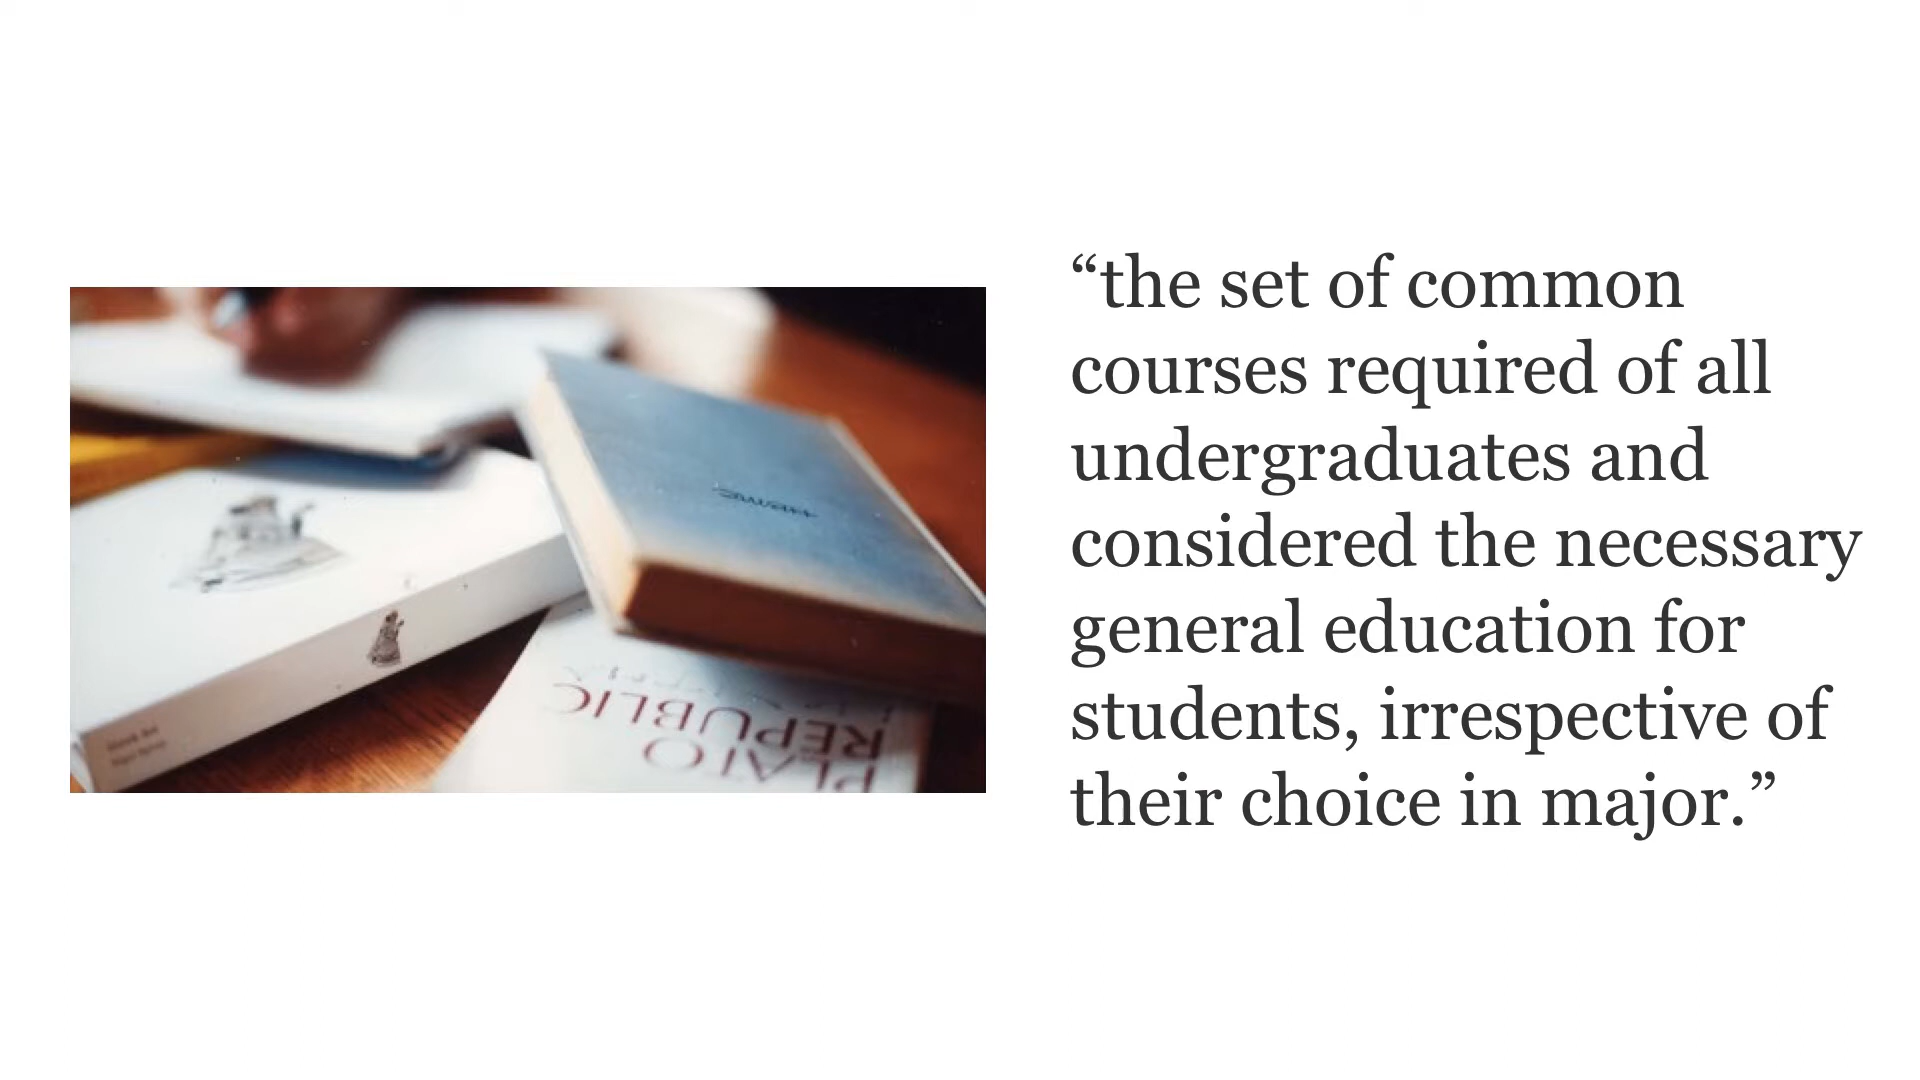 PLATO
REPUBLIC
“the set of common
courses required of all
undergraduates and
considered the necessary
general education for
students, irrespective of
their choice in major.”